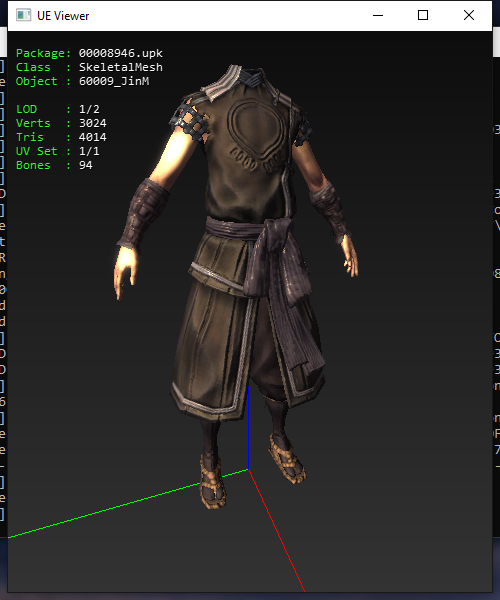 UE Viewer
Package: 00008946.upk
Class  : SkeletalMesh
Object : 60009_JinM
LOD    : 1/2
Verts  : 3024
Tris   : 4014
UV Set : 1/1
Bones  : 94